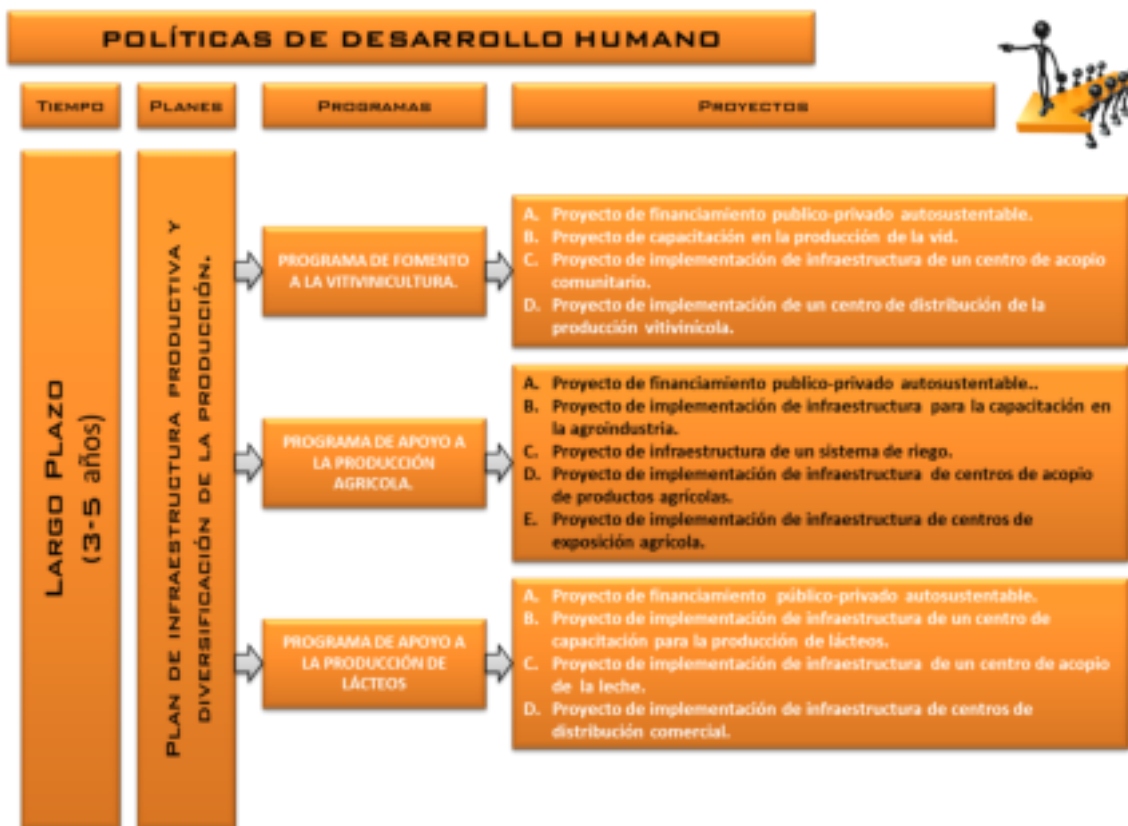 POLÍTICAS DE DESARROLLO HUMANO
TIEMPO
PLANES
PROGRAMAS
PROYECTOS
LARGO PLAZO
(3-5 años)
PLAN DE INFRAESTRUCTURA PRODUCTIVA Y
DIVERSIFICACIÓN DE LA PRODUCCIÓN.
PROGRAMA DE FOMENTO
A LA VITIVINICULTURA.
A. Proyecto de financiamiento publico-privado autosustentable.
B. Proyecto de capacitación en la producción de la vid.
C. Proyecto de implementación de infraestructura de un centro de acopio
comunitario.
D. Proyecto de implementación de un centro de distribución de la
producción vitivinícola.
PROGRAMA DE APOYO A
LA PRODUCCIÓN
AGRICOLA.
A. Proyecto de financiamiento publico-privado autosustentable..
B. Proyecto de implementación de infraestructura para la capacitación en
la agroindustria.
C. Proyecto de infraestructura de un sistema de riego.
D. Proyecto de implementación de infraestructura de centros de acopio
de productos agrícolas.
E. Proyecto de implementación de infraestructura de centros de
exposición agrícola.
PROGRAMA DE APOYO A
LA PRODUCCIÓN DE
LÁCTEOS
A. Proyecto de financiamiento público-privado autosustentable.
B. Proyecto de implementación de infraestructura de un centro de
capacitación para la producción de lácteos.
C. Proyecto de implementación de infraestructura de un centro de acopio
de la leche.
D. Proyecto de implementación de infraestructura de centros de
distribución comercial.